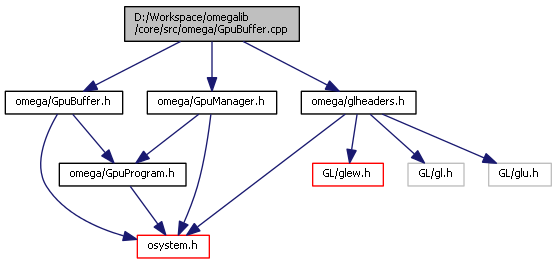 D:/Workspace/omegalib
/core/src/omega/GpuBuffer.cpp
omega/GpuBuffer.h
omega/GpuManager.h
omega/glheaders.h
omega/GpuProgram.h
GL/glew.h
GL/gl.h
GL/glu.h
osystem.h